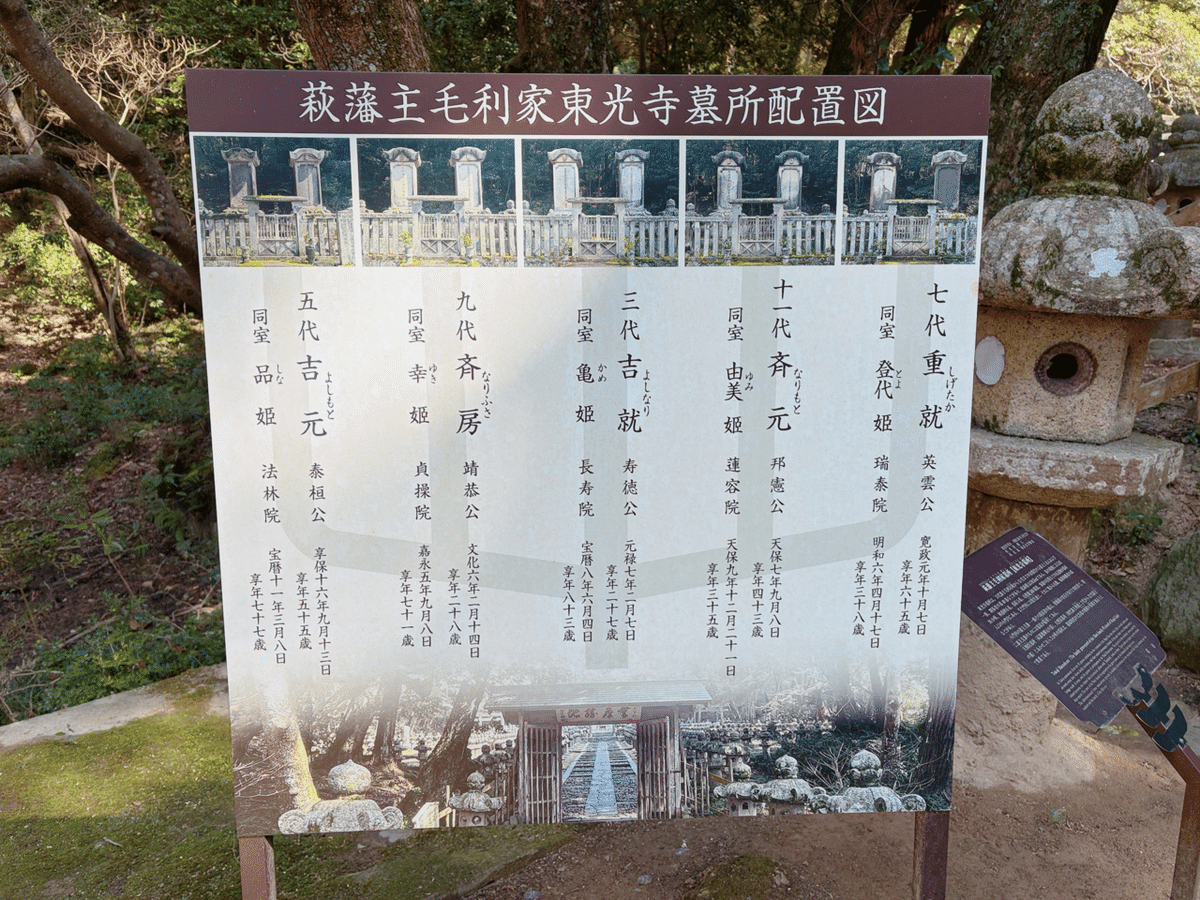 萩藩主毛利家東光寺墓所配置図
七代 重就 しげたか 英雲公 寛政元年十月七日
享年六十五歳
同室 登代姫 とよ 瑞泰院 明和六年四月十七日
享年三十八歳
十一代 斉元 なりもと 邦憲公 天保七年九月八日
享年四十三歳
同室 由美姫 ゆみ 蓮容院 天保九年十二月二十一日
享年三十五歳
三代 吉就 よしなり 寿徳公 元禄七年二月七日
享年二十七歳
同室 亀姫 かめ 長寿院 宝暦八年六月四日
享年八十三歳
九代 斉房 なりふさ 靖恭公 文化六年二月十四日
享年二十八歳
同室 幸姫 ゆき 貞操院 嘉永五年九月八日
享年七十一歳
五代 吉元 よしもと 泰桓公 享保十六年九月十三日
享年五十五歳
同室 品姫 しな 法林院 宝暦十一年三月八日
享年七十七歳